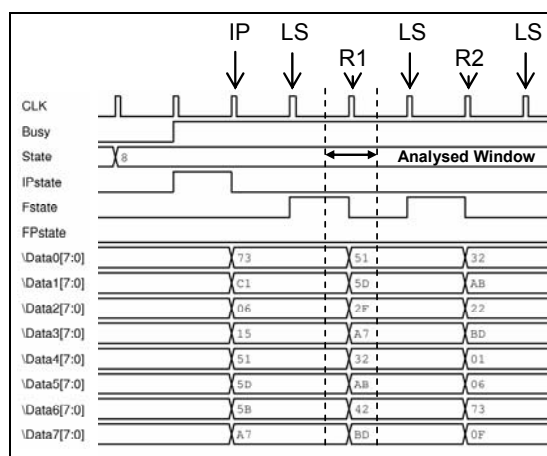 IP LS LS LS
R1 R2
CLK
Busy
State 8 Analysed Window
IPstate
Fstate
FPstate
\Data0[7:0] 73 51 32
\Data1[7:0] C1 5D AB
\Data2[7:0] 06 2F 22
\Data3[7:0] 15 A7 BD
\Data4[7:0] 51 32 01
\Data5[7:0] 5D AB 06
\Data6[7:0] 5B 42 73
\Data7[7:0] A7 BD 0F